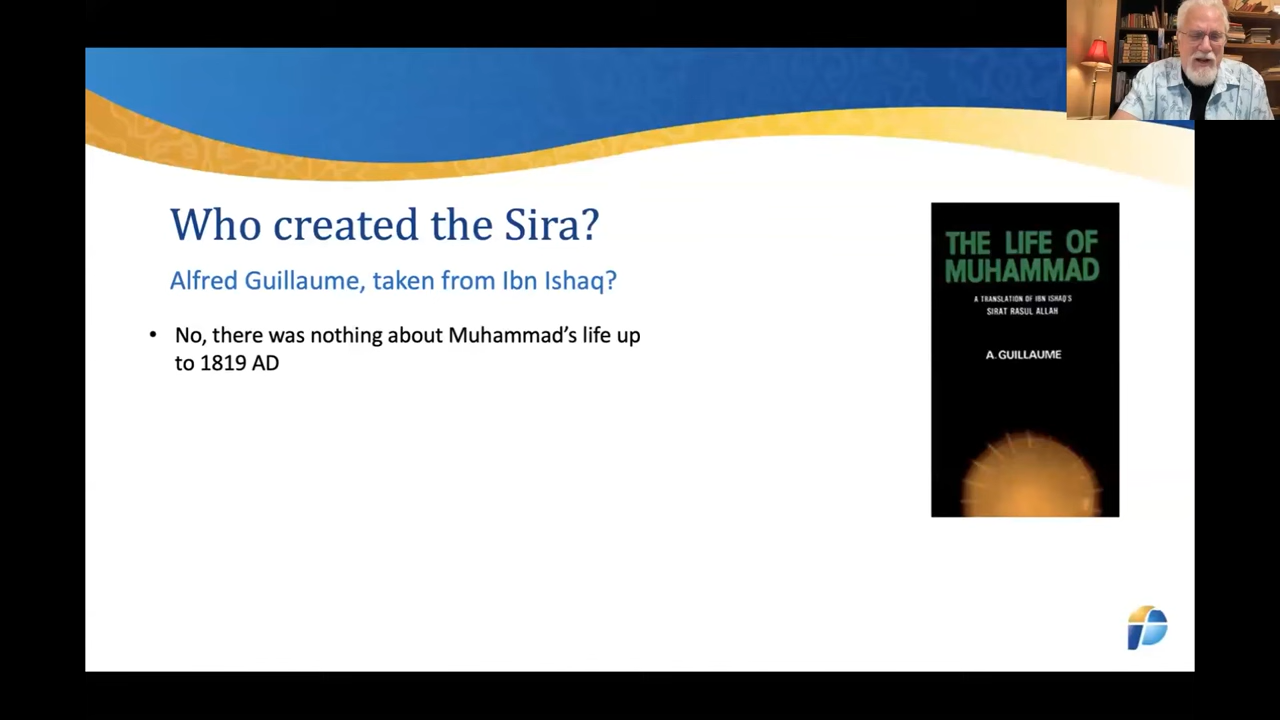 Who created the Sira?
Alfred Guillaume, taken from Ibn Ishaq?
• No, there was nothing about Muhammad’s life up
to 1819 AD
THE LIFE OF
MUHAMMAD
A TRANSLATION OF IBN ISHAQ'S
SIRAT RASUL ALLAH
A. GUILLAUME